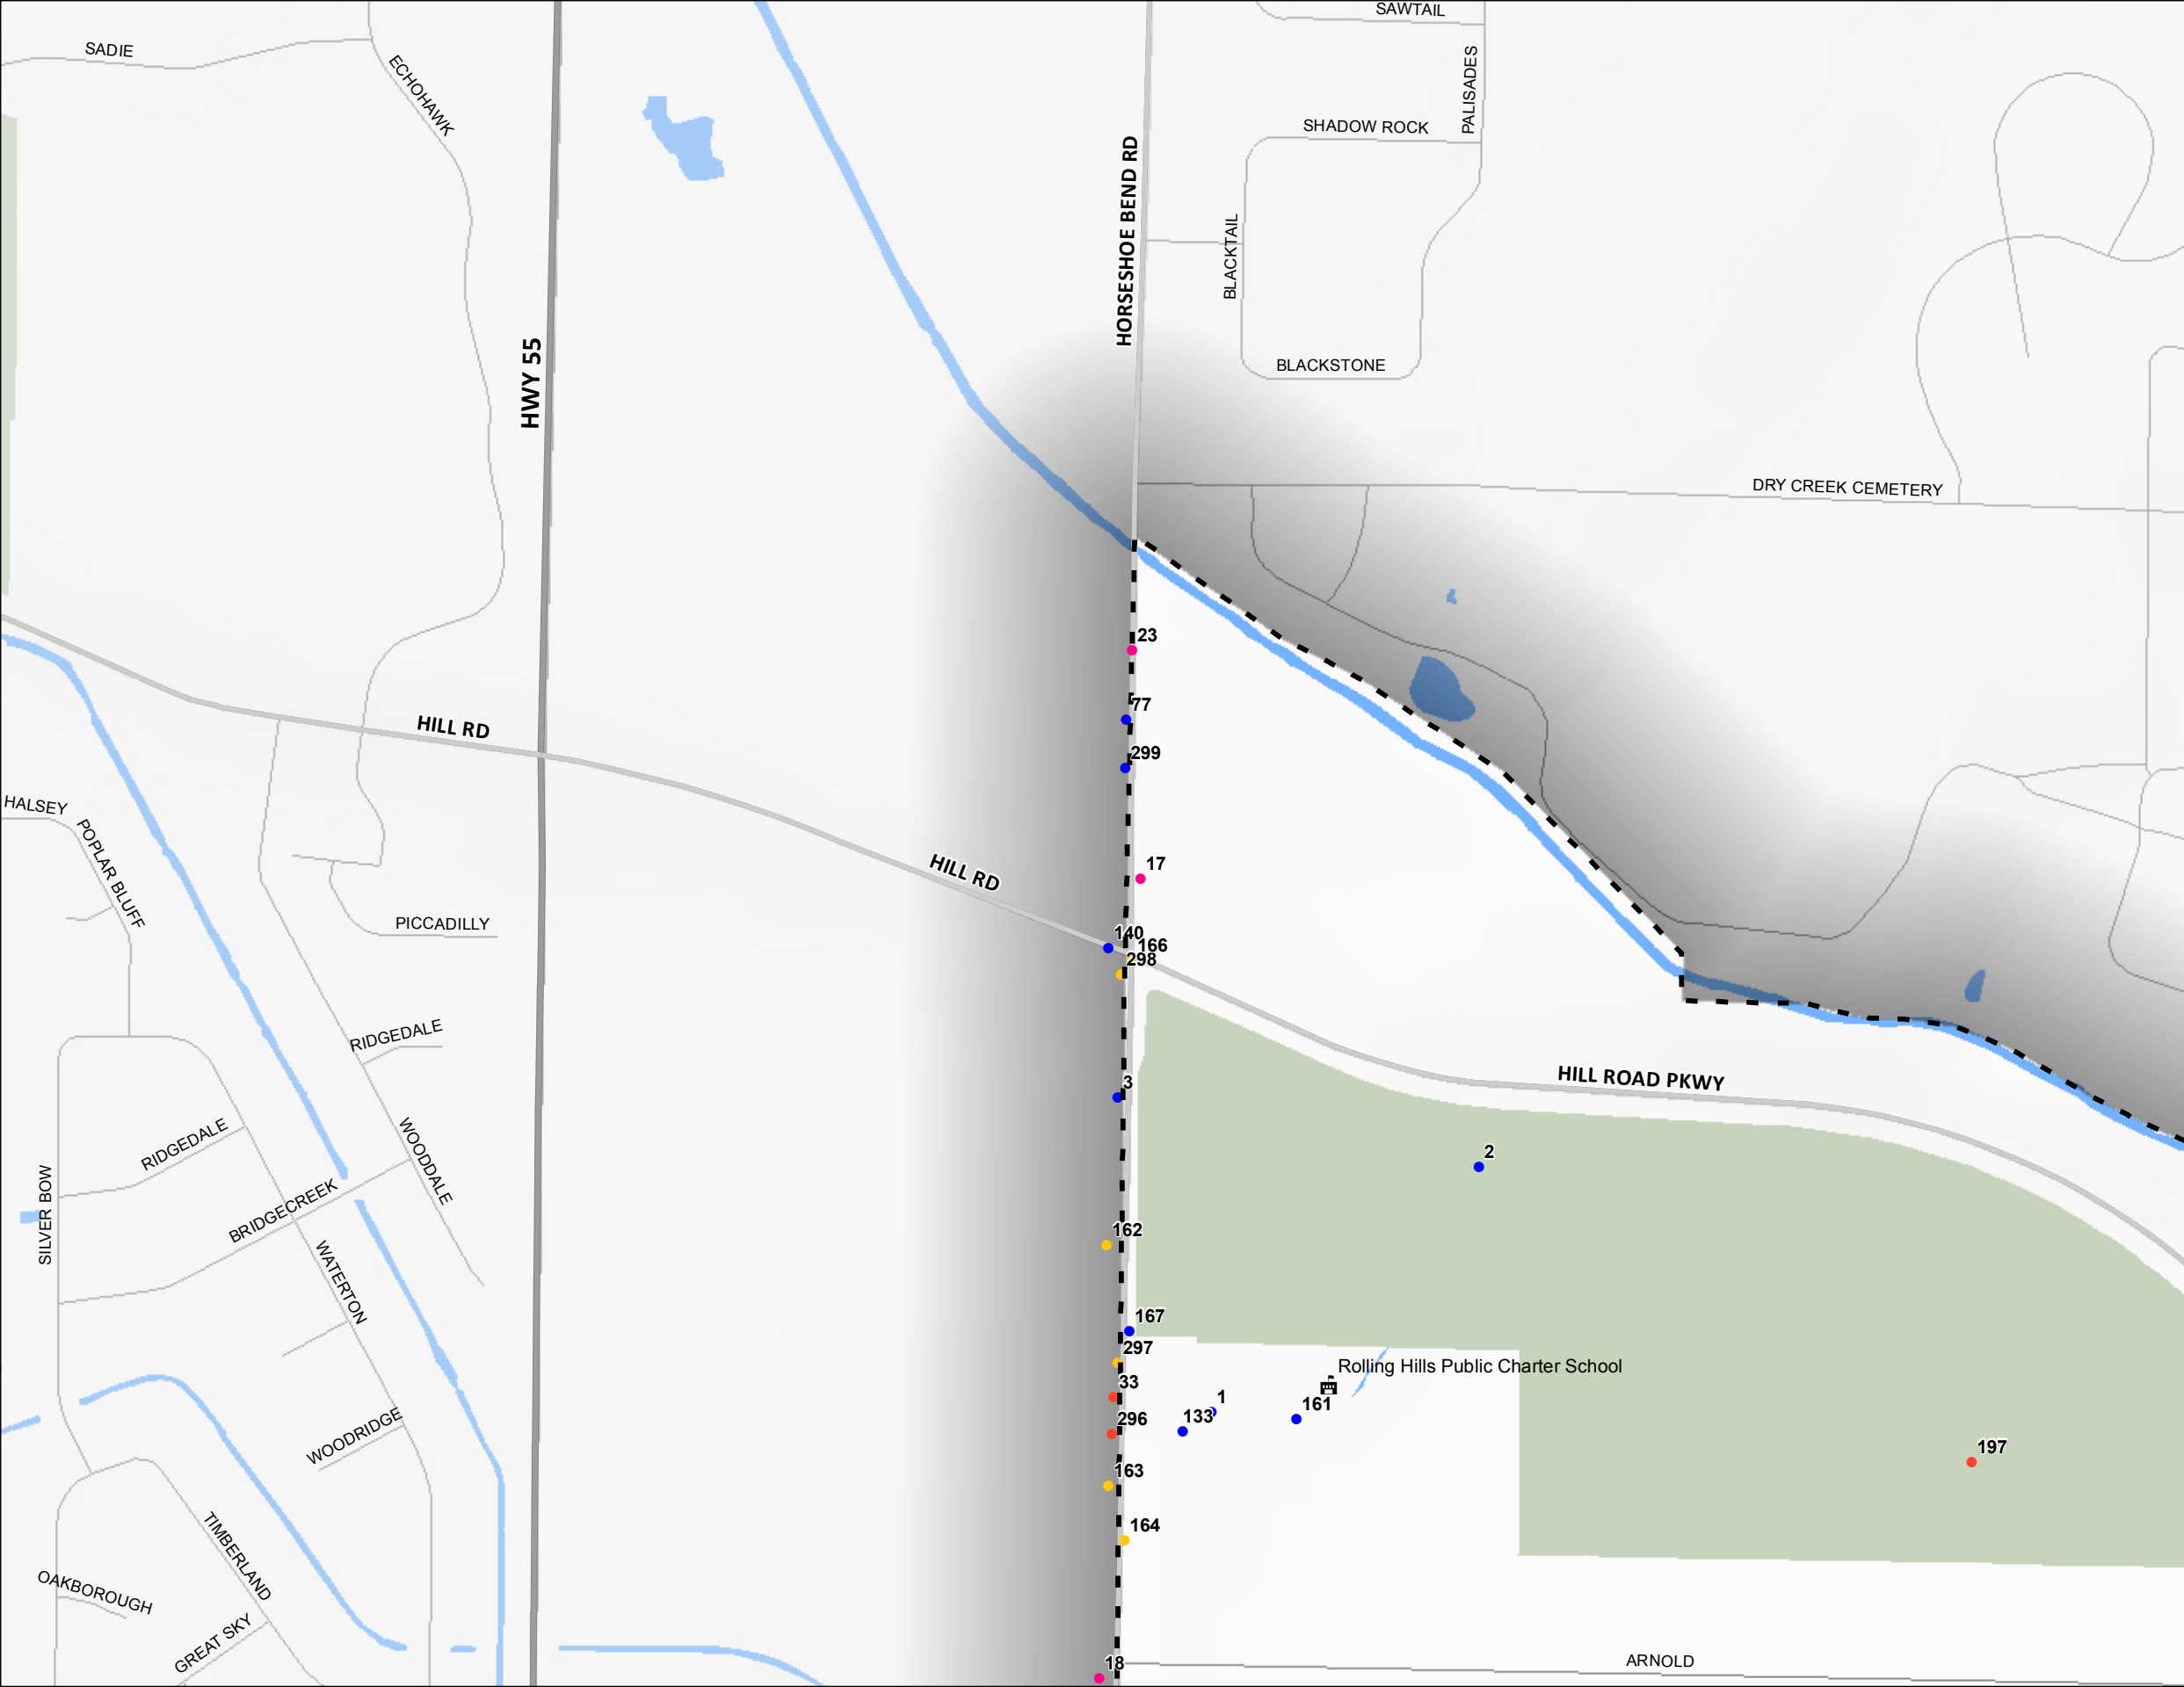 SAWTAIL
SADIE
ECHOHAWK
PALISADES
SHADOW ROCK
HORSESHOE BEND RD
BLACKTAIL
HWY 55
BLACKSTONE
DRY CREEK CEMETERY
23
77
HILL RD
299
HALSEY
POPLAR BLUFF
HILL RD
17
PICCADILLY
140
166
298
RIDGEDALE
3
HILL ROAD PKWY
RIDGEDALE
WOODDALE
2
SILVER BOW
BRIDGECREEK
162
WATERTON
167
297
Rolling Hills Public Charter School
33
1
161
133
296
WOODRIDGE
197
163
164
TIMBERLAND
OAKBOROUGH
GREAT SKY
18
ARNOLD